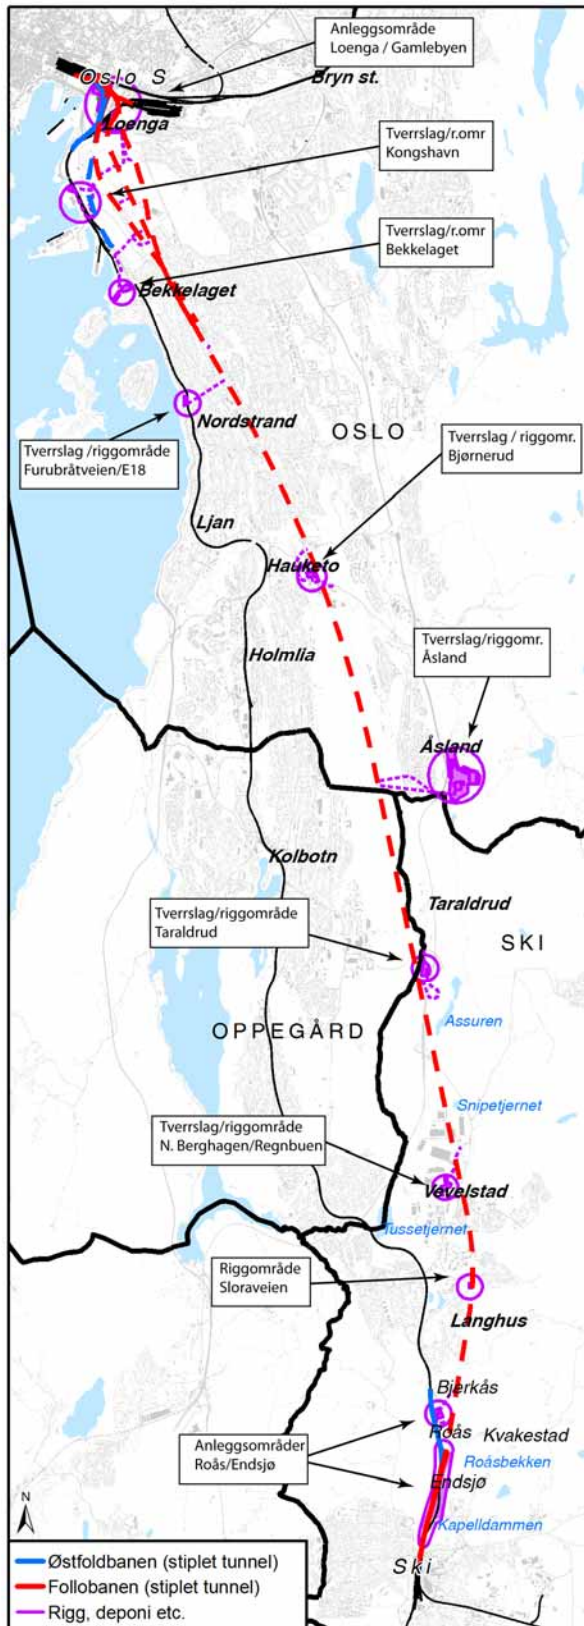 Anleggsområde
Loenga / Gamlebyen
Oslo S
Bryn st.
Loenga
Tverrslag/r.omr
Kongshavn
Tverrslag/r.omr
Bekkelaget
Bekkelaget
Nordstrand
OSLO
Tverrslag /riggområde
Furubråtveien/E18
Tverrslag / riggomr.
Bjørnerud
Ljan
Hauketo
Holmlia
Tverrslag/riggomr.
Åsland
Åsland
Kolbotn
Taraldrud
Tverrslag/riggområde
Taraldrud
SKI
OPPEGÅRD
Assuren
Snipetjernet
Tverrslag/riggområde
N. Berghagen/Regnbuen
Vevelstad
Tussetjernet
Riggområde
Sloraveien
Langhus
Bjerkås
Roås
Kvakestad
Anleggsområder
Roås/Endsjø
Roåsbekken
Endsjø
Kapelldammen
N
Ski
Østfoldbanen (stiplet tunnel)
Follobanen (stiplet tunnel)
Rigg, deponi etc.